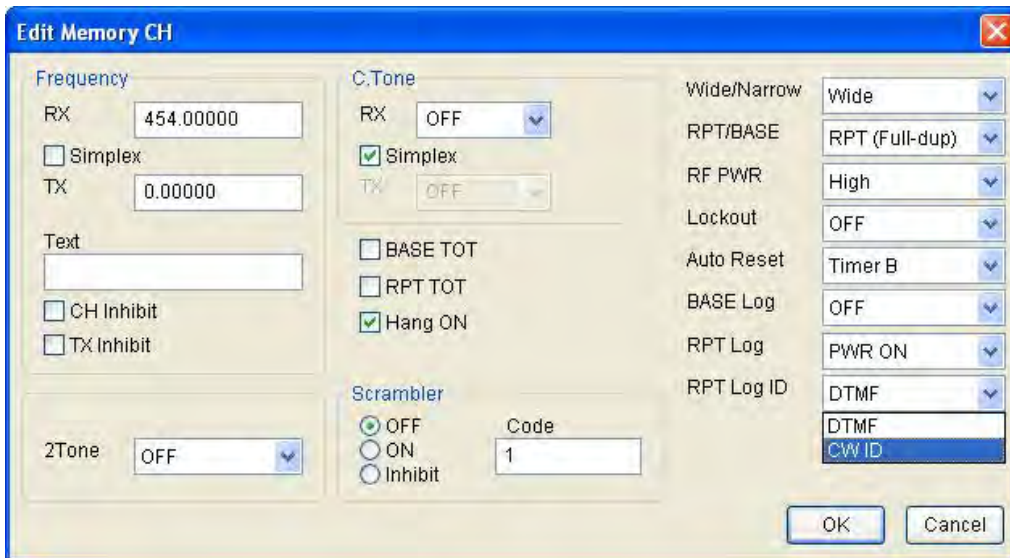 Edit Memory CH
Frequency
RX 454.00000
Simplex
TX 0.00000
Text
CH Inhibit
TX Inhibit
2Tone OFF
C.Tone
RX OFF
Simplex
TX OFF
BASE TOT
RPT TOT
Hang ON
Scrambler
OFF
ON
Inhibit
Code
1
Wide/Narrow Wide
RPT/BASE RPT (Full-dup)
RF PWR High
Lockout OFF
Auto Reset Timer B
BASE Log OFF
RPT Log PWR ON
RPT Log ID DTMF
DTMF
CW ID
OK Cancel